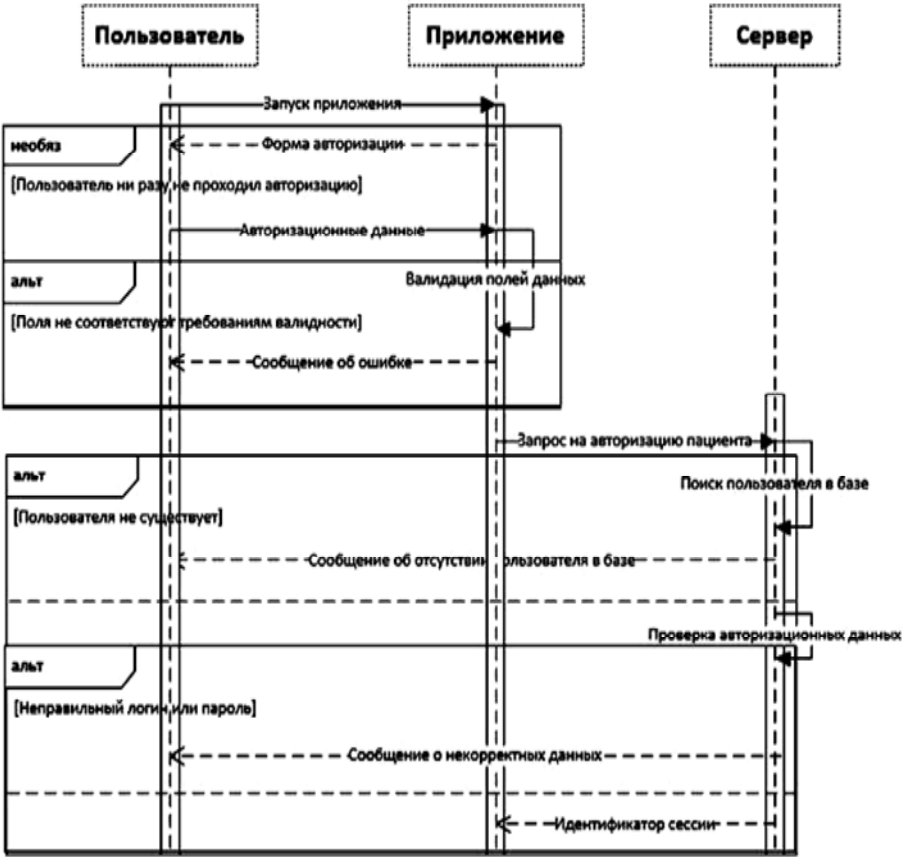 Пользователь
Приложение
Сервер
Запуск приложения
необяз
Форма авторизации
[Пользователь ни разу не проходил авторизацию]
Авторизационные данные
альт
Валидация полей данных
[Поля не соответствуют требованиям валидности]
Сообщение об ошибке
Запрос на авторизацию пациента
альт
Поиск пользователя в базе
[Пользователя не существует]
Сообщение об отсутствии пользователя в базе
Проверка авторизационных данных
альт
[Неправильный логин или пароль]
Сообщение о некорректных данных
Идентификатор сессии